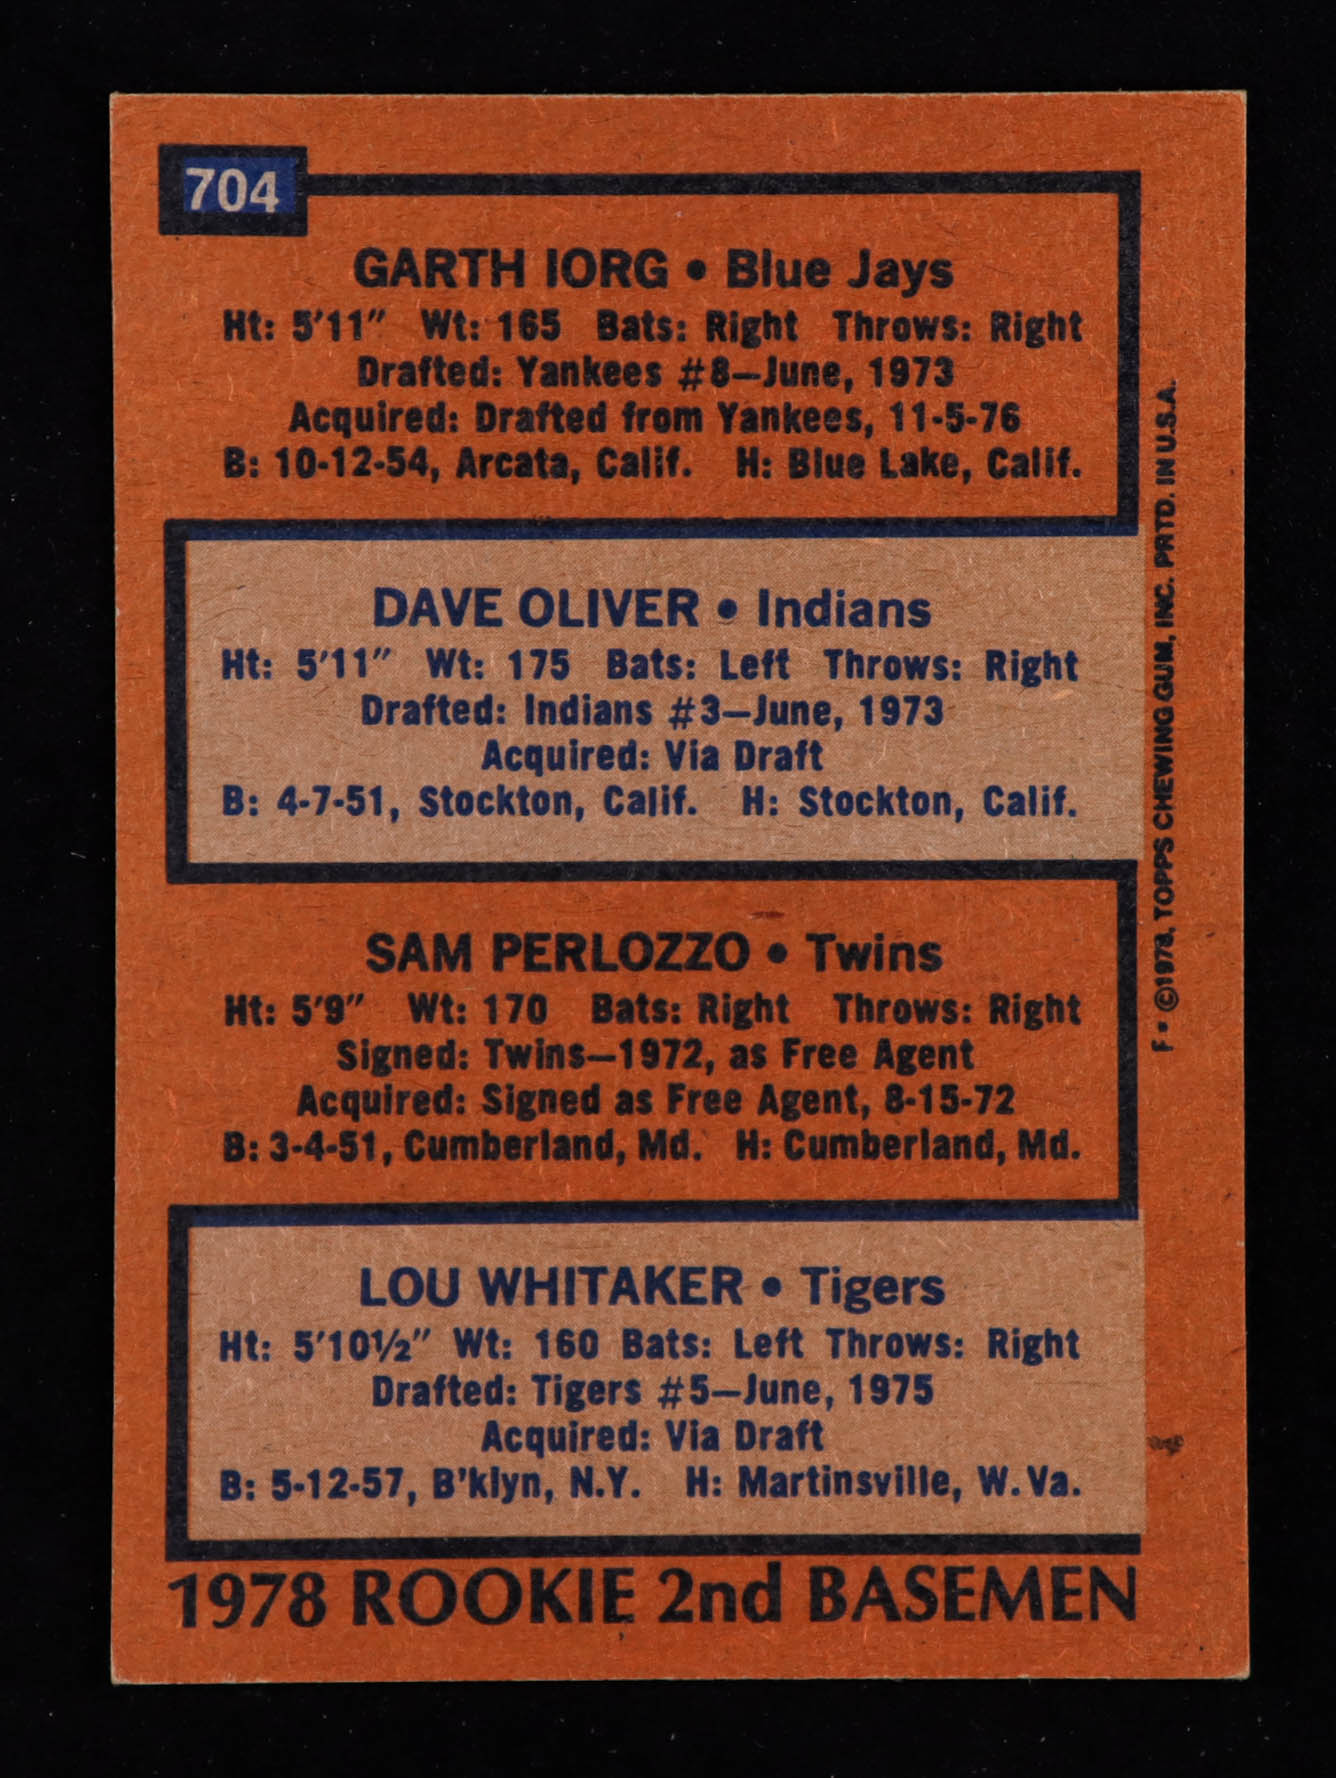 704
GARTH IORG • Blue Jays
Ht: 5'11" Wt: 165 Bats: Right Throws: Right
Drafted: Yankees #8—June, 1973
Acquired: Drafted from Yankees, 11-5-76
B: 10-12-54, Arcata, Calif. H: Blue Lake, Calif.
DAVE OLIVER • Indians
Ht: 5'11" Wt: 175 Bats: Left Throws: Right
Drafted: Indians #3—June, 1973
Acquired: Via Draft
B: 4-7-51, Stockton, Calif. H: Stockton, Calif.
SAM PERLOZZO • Twins
Ht: 5'9" Wt: 170 Bats: Right Throws: Right
Signed: Twins—1972, as Free Agent
Acquired: Signed as Free Agent, 8-15-72
B: 3-4-51, Cumberland, Md. H: Cumberland, Md.
LOU WHITAKER • Tigers
Ht: 5'10½" Wt: 160 Bats: Left Throws: Right
Drafted: Tigers #5—June, 1975
Acquired: Via Draft
B: 5-12-57, B'klyn, N.Y. H: Martinsville, W. Va.
1978 ROOKIE 2nd BASEMEN
F • ©1978, TOPPS CHEWING GUM, INC. PRTD. IN U.S.A.